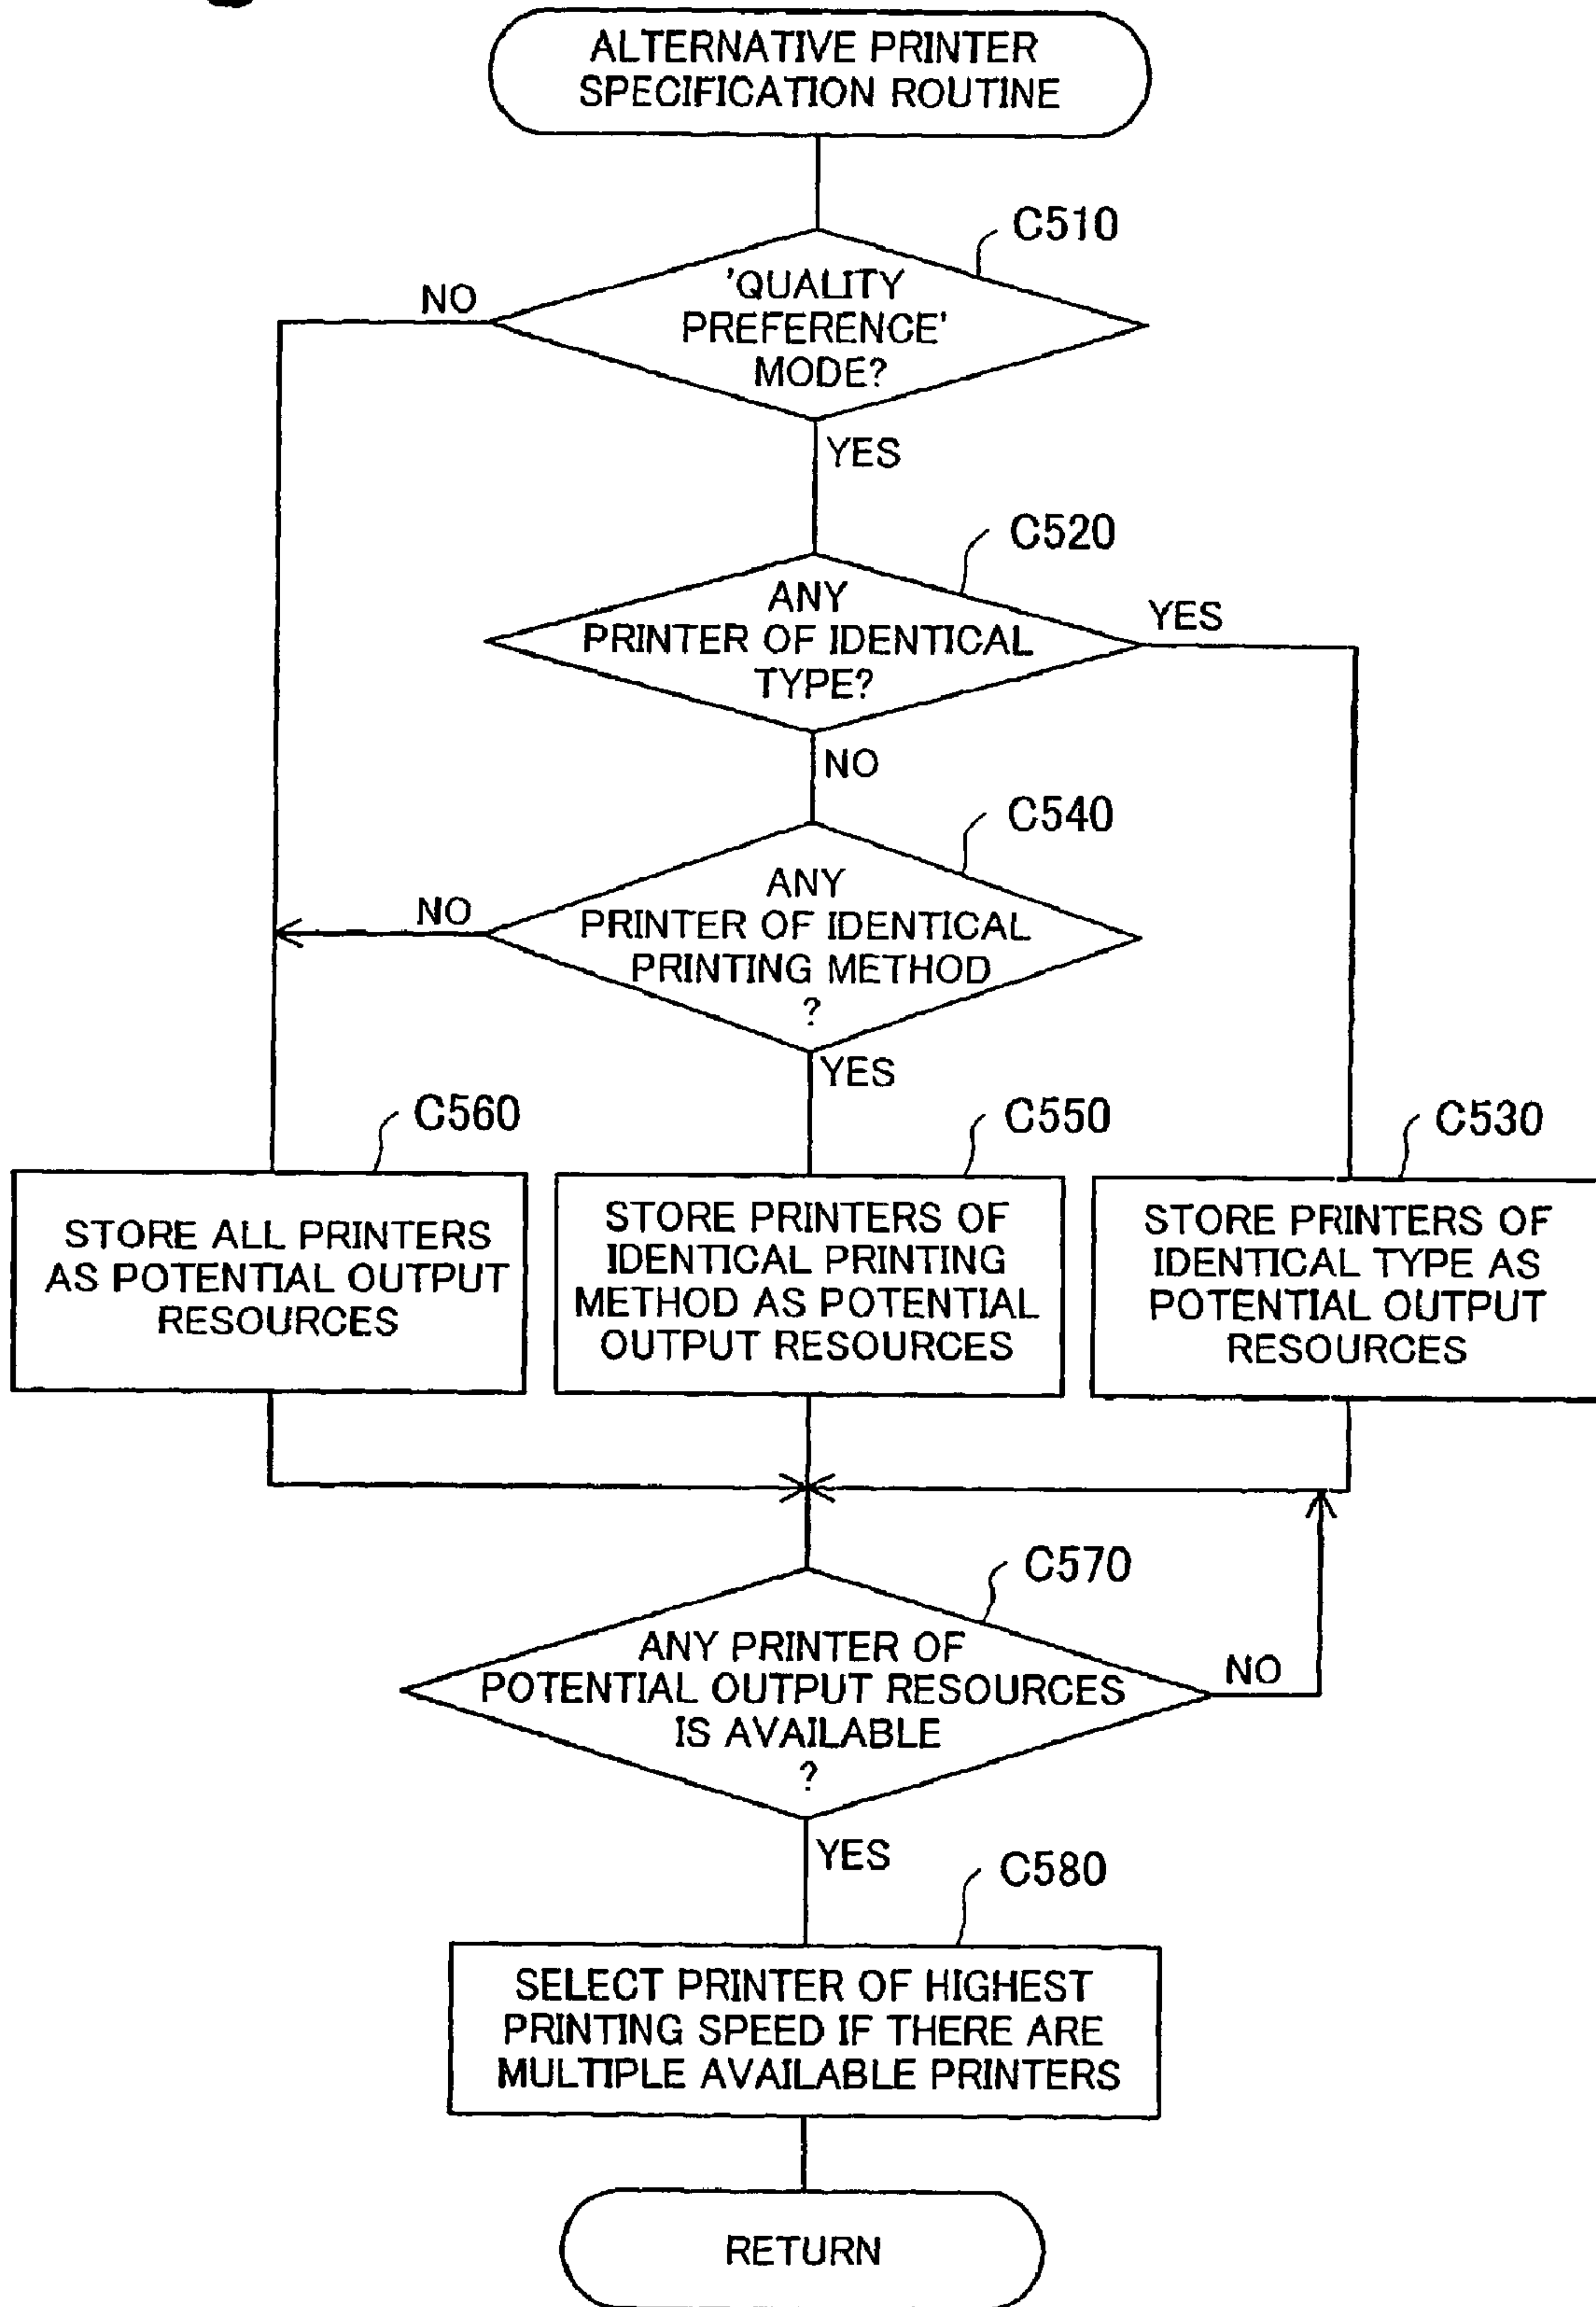 ALTERNATIVE PRINTER
SPECIFICATION ROUTINE
C510
'QUALITY
PREFERENCE'
MODE?
NO
YES
C520
ANY
PRINTER OF IDENTICAL
TYPE?
YES
NO
C540
ANY
PRINTER OF IDENTICAL
PRINTING METHOD
?
NO
YES
C560
STORE ALL PRINTERS
AS POTENTIAL OUTPUT
RESOURCES
C550
STORE PRINTERS OF
IDENTICAL PRINTING
METHOD AS POTENTIAL
OUTPUT RESOURCES
C530
STORE PRINTERS OF
IDENTICAL TYPE AS
POTENTIAL OUTPUT
RESOURCES
C570
ANY PRINTER OF
POTENTIAL OUTPUT RESOURCES
IS AVAILABLE
?
NO
YES
C580
SELECT PRINTER OF HIGHEST
PRINTING SPEED IF THERE ARE
MULTIPLE AVAILABLE PRINTERS
RETURN